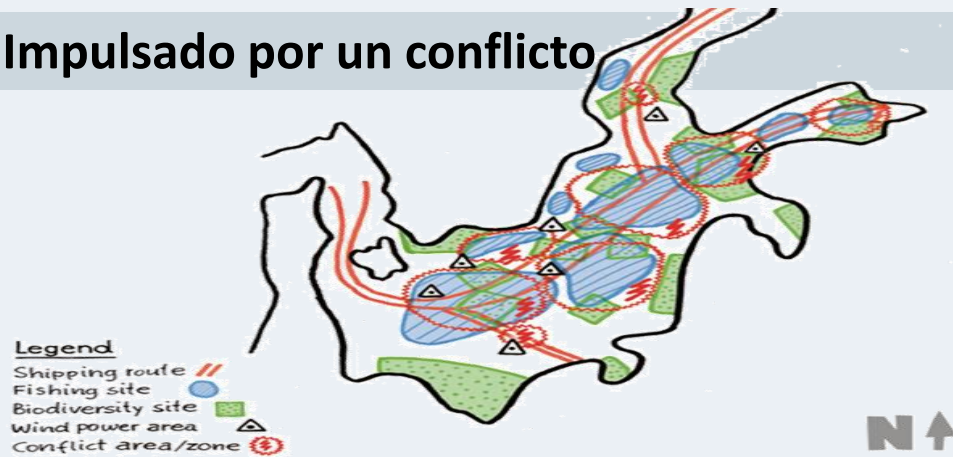 Impulsado por un conflicto
Legend
Shipping route
Fishing site
Biodiversity site
Wind power area
Conflict area/zone
N